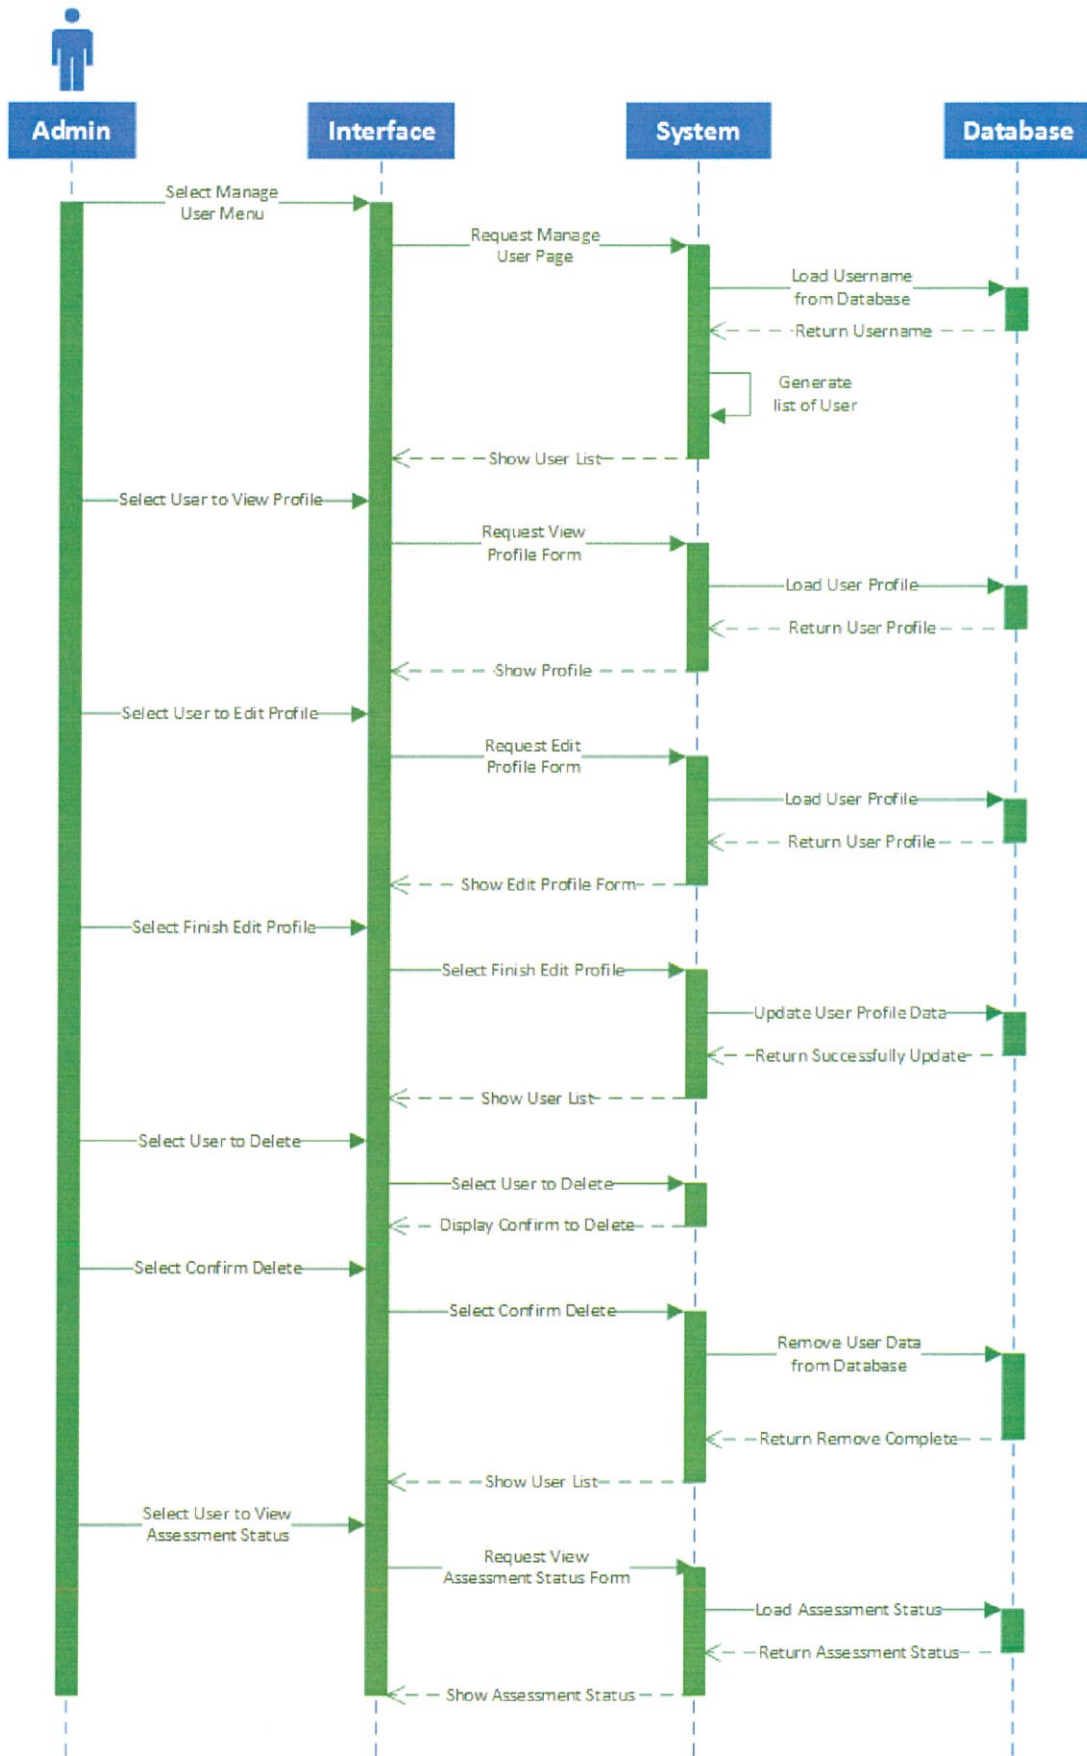 Admin
Interface
System
Database
Select Manage
User Menu
Request Manage
User Page
Load Username
from Database
Return Username
Generate
list of User
Show User List
Select User to View Profile
Request View
Profile Form
Load User Profile
Return User Profile
Show Profile
Select User to Edit Profile
Request Edit
Profile Form
Load User Profile
Return User Profile
Show Edit Profile Form
Select Finish Edit Profile
Select Finish Edit Profile
Update User Profile Data
Return Successfully Update
Show User List
Select User to Delete
Select User to Delete
Display Confirm to Delete
Select Confirm Delete
Select Confirm Delete
Remove User Data
from Database
Return Remove Complete
Show User List
Select User to View
Assessment Status
Request View
Assessment Status Form
Load Assessment Status
Return Assessment Status
Show Assessment Status